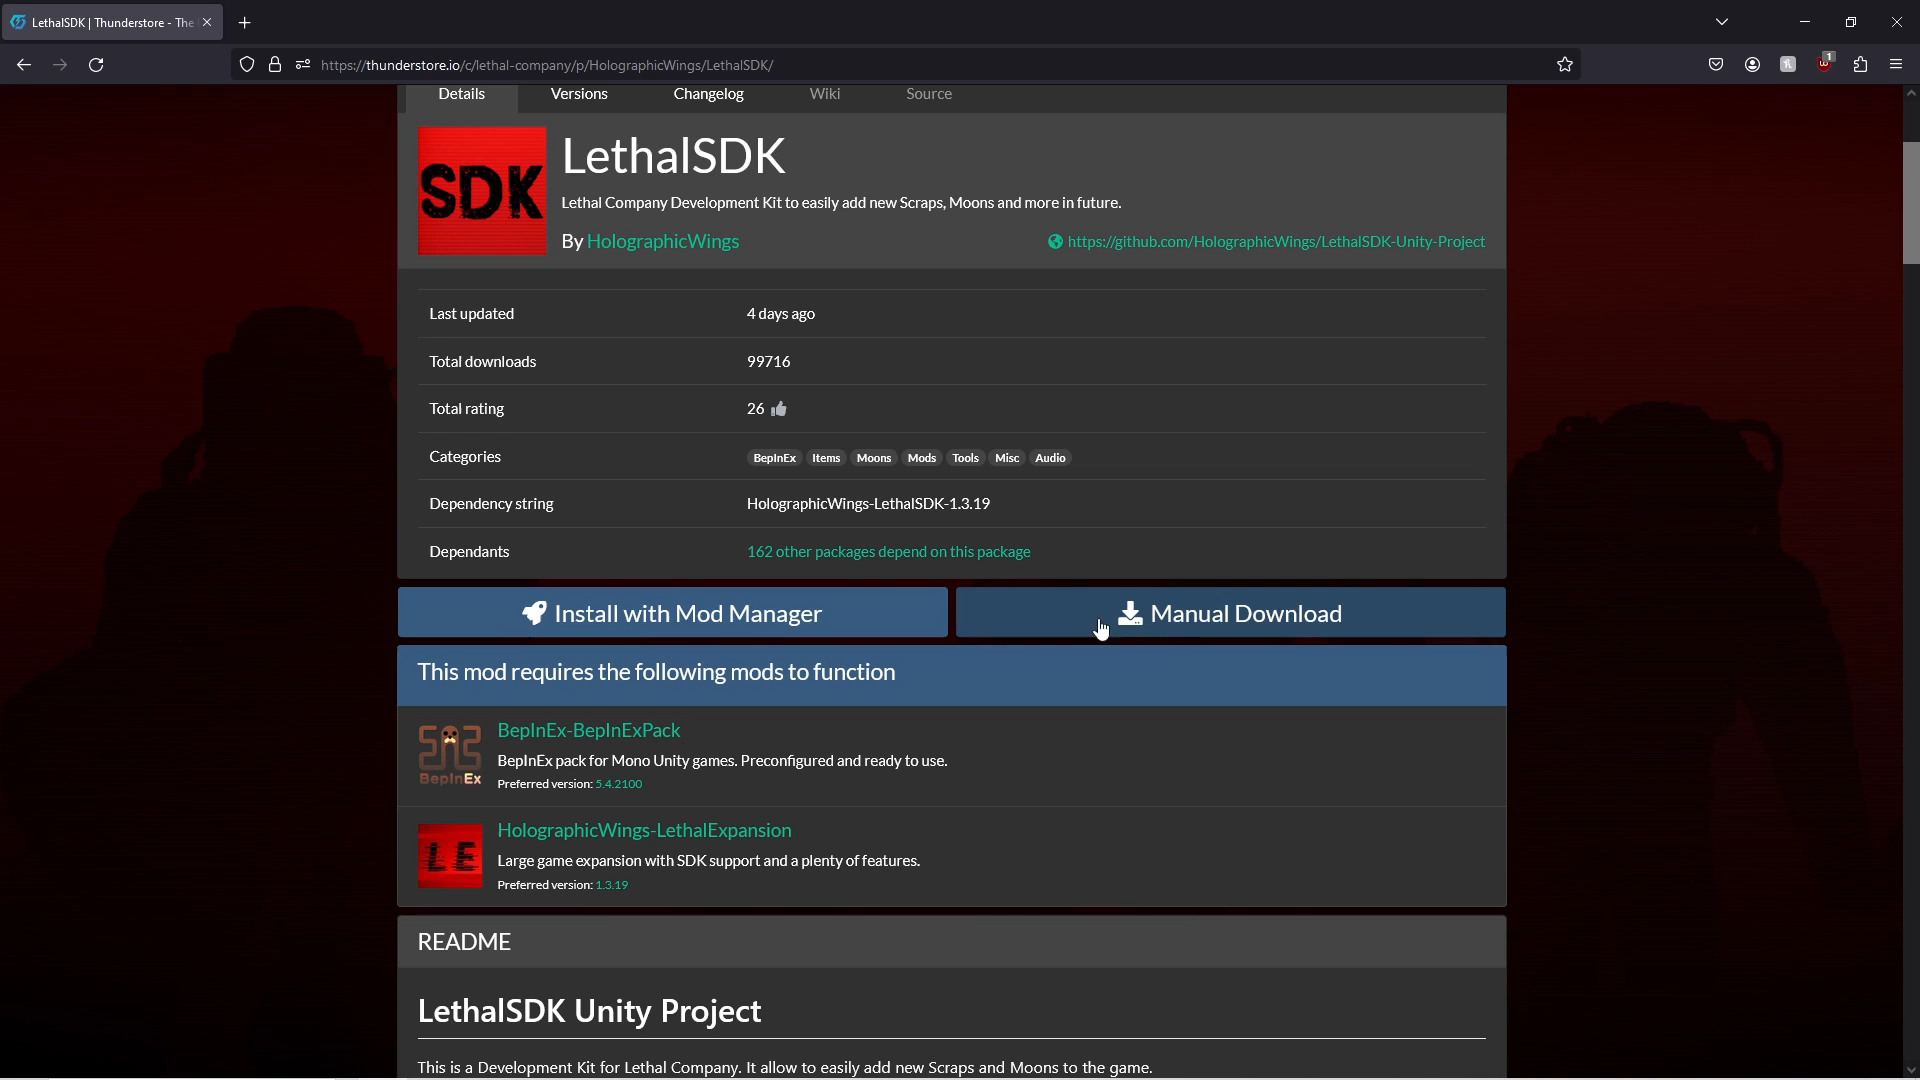 LethalSDK | Thunderstore - The
https://thunderstore.io/c/lethal-company/p/HolographicWings/LethalSDK/
1
Details Versions Changelog Wiki Source
SDK
LethalSDK
Lethal Company Development Kit to easily add new Scraps, Moons and more in future.
By HolographicWings
https://github.com/HolographicWings/LethalSDK-Unity-Project
Last updated 4 days ago
Total downloads 99716
Total rating 26
Categories BepInEx Items Moons Mods Tools Misc Audio
Dependency string HolographicWings-LethalSDK-1.3.19
Dependants 162 other packages depend on this package
Install with Mod Manager
Manual Download
This mod requires the following mods to function
BepInEx
BepInEx-BepInExPack
BepInEx pack for Mono Unity games. Preconfigured and ready to use.
Preferred version: 5.4.2100
LE
HolographicWings-LethalExpansion
Large game expansion with SDK support and a plenty of features.
Preferred version: 1.3.19
README
LethalSDK Unity Project
This is a Development Kit for Lethal Company. It allow to easily add new Scraps and Moons to the game.